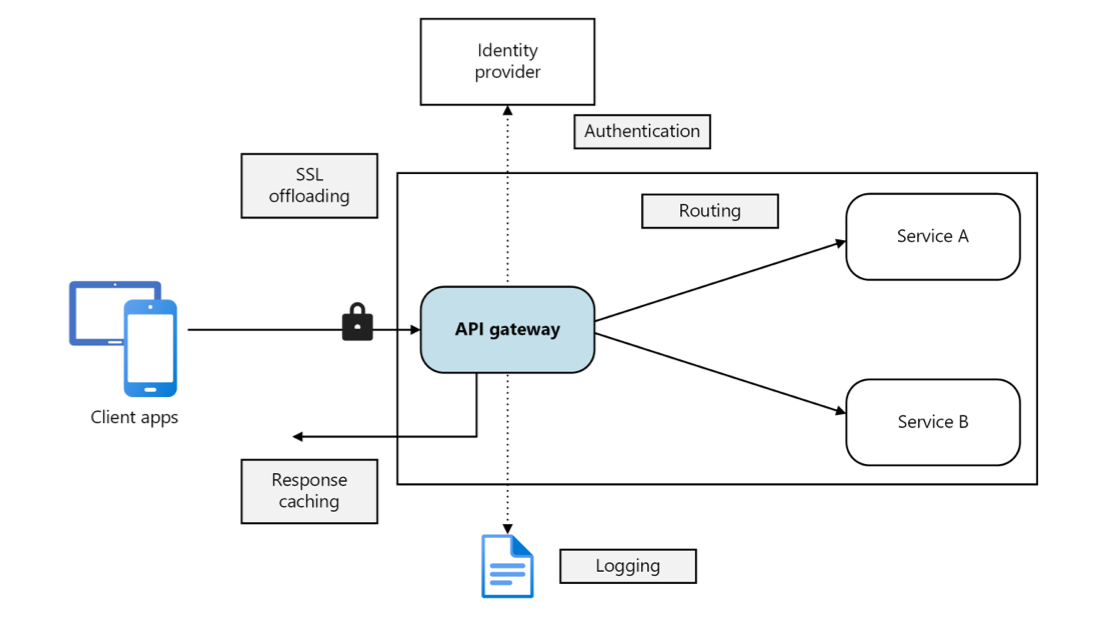 Identity
provider
Authentication
SSL
offloading
Routing
Service A
API gateway
Client apps
Service B
Response
caching
Logging